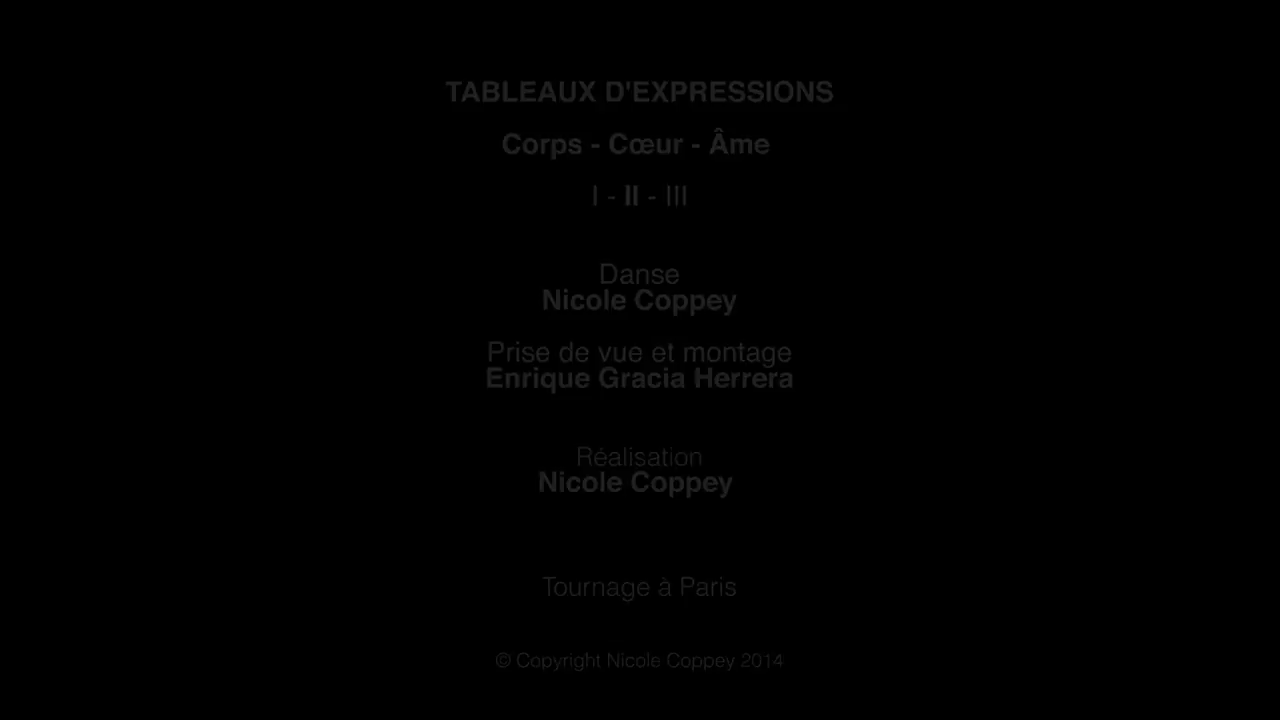 TABLEAUX D'EXPRESSIONS
Corps - Cœur - Âme
I - II - III
Danse
Nicole Coppey
Prise de vue et montage
Enrique Gracia Herrera
Réalisation
Nicole Coppey
Tournage à Paris
© Copyright Nicole Coppey 2014